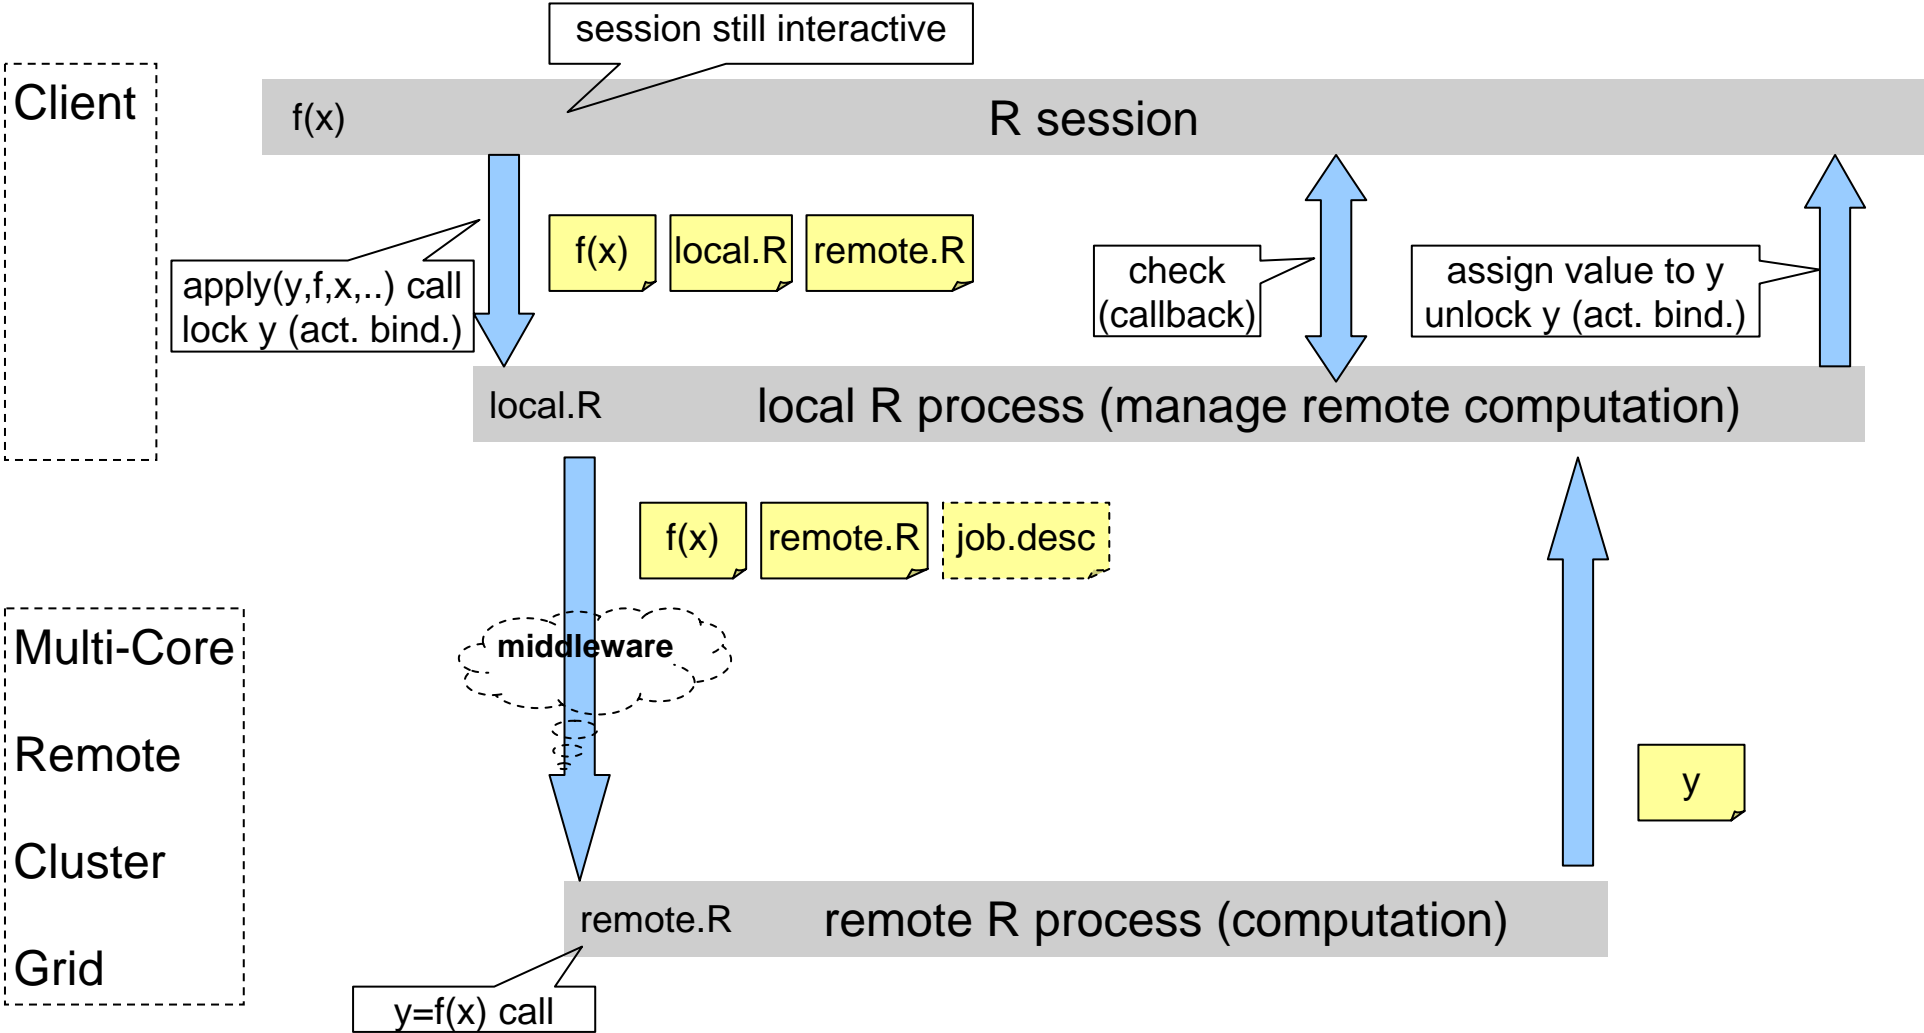 session still interactive
Client
f(x)
R session
f(x)
local.R
remote.R
apply(y,f,x,..) call
lock y (act. bind.)
check
(callback)
assign value to y
unlock y (act. bind.)
local.R
local R process (manage remote computation)
f(x)
remote.R
job.desc
middleware
Multi-Core
Remote
Cluster
Grid
y
remote.R
remote R process (computation)
y=f(x) call